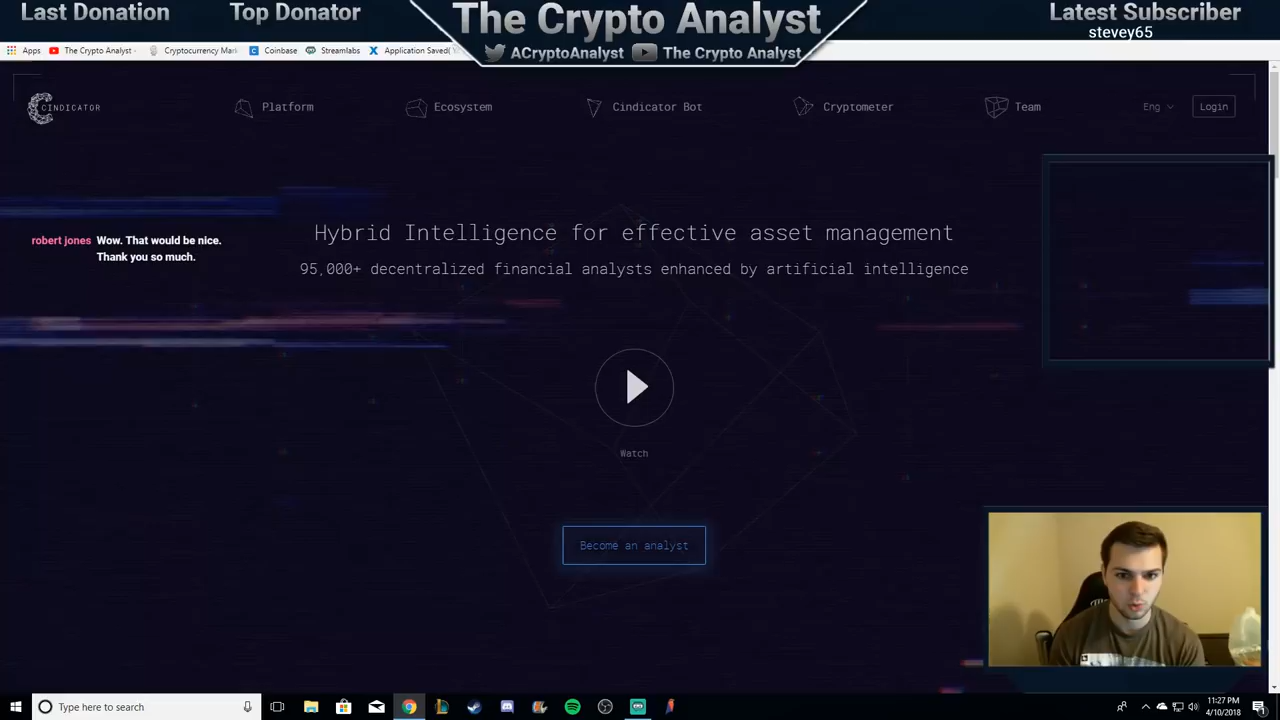 Last Donation
Top Donator
The Crypto Analyst
Latest Subscriber
stevey65
ACryptoAnalyst
The Crypto Analyst
Apps
The Crypto Analyst
Cryptocurrency Mar
Coinbase
Streamlabs
Application Saved(
CINDICATOR
Platform
Ecosystem
Cindicator Bot
Cryptometer
Team
Eng
Login
Hybrid Intelligence for effective asset management
robert jones Wow. That would be nice.
Thank you so much.
95,000+ decentralized financial analysts enhanced by artificial intelligence
Watch
Become an analyst
Type here to search
11:27 PM
4/10/2018